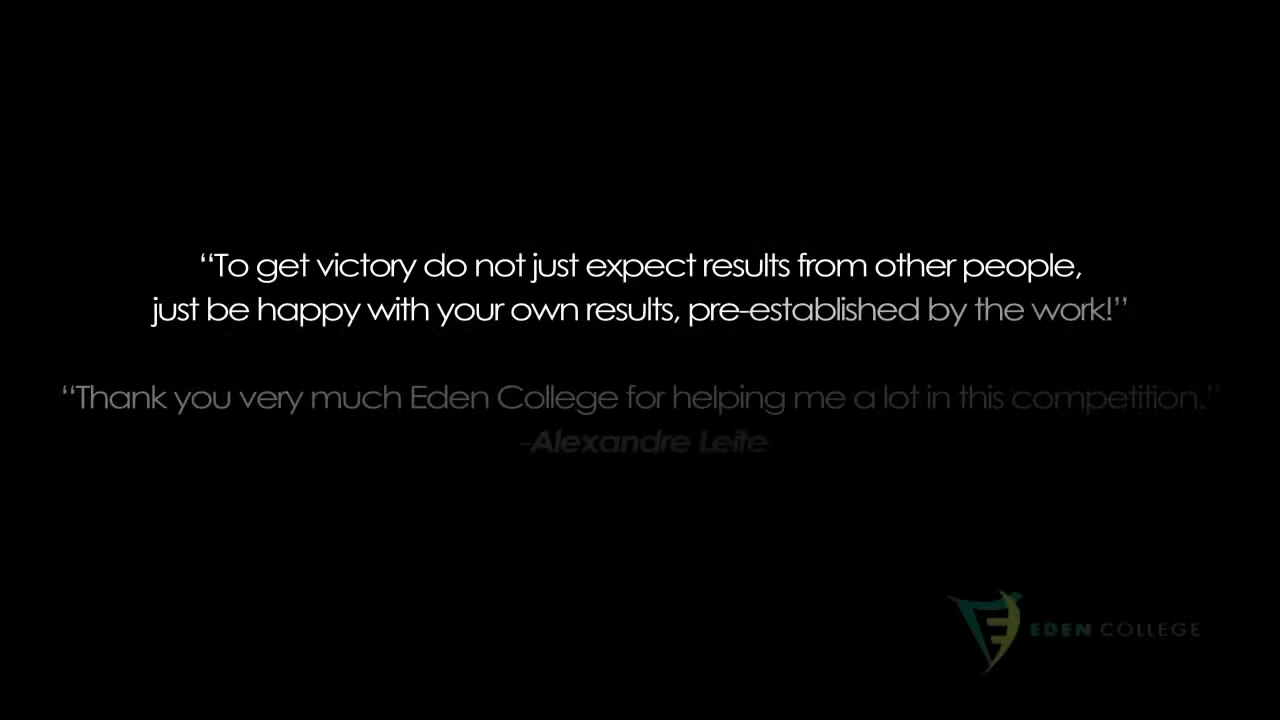 “To get victory do not just expect results from other people,
just be happy with your own results, pre-established by the work!”
“Thank you very much Eden College for helping me a lot in this competition.”
-Alexandre Leite
EDEN COLLEGE